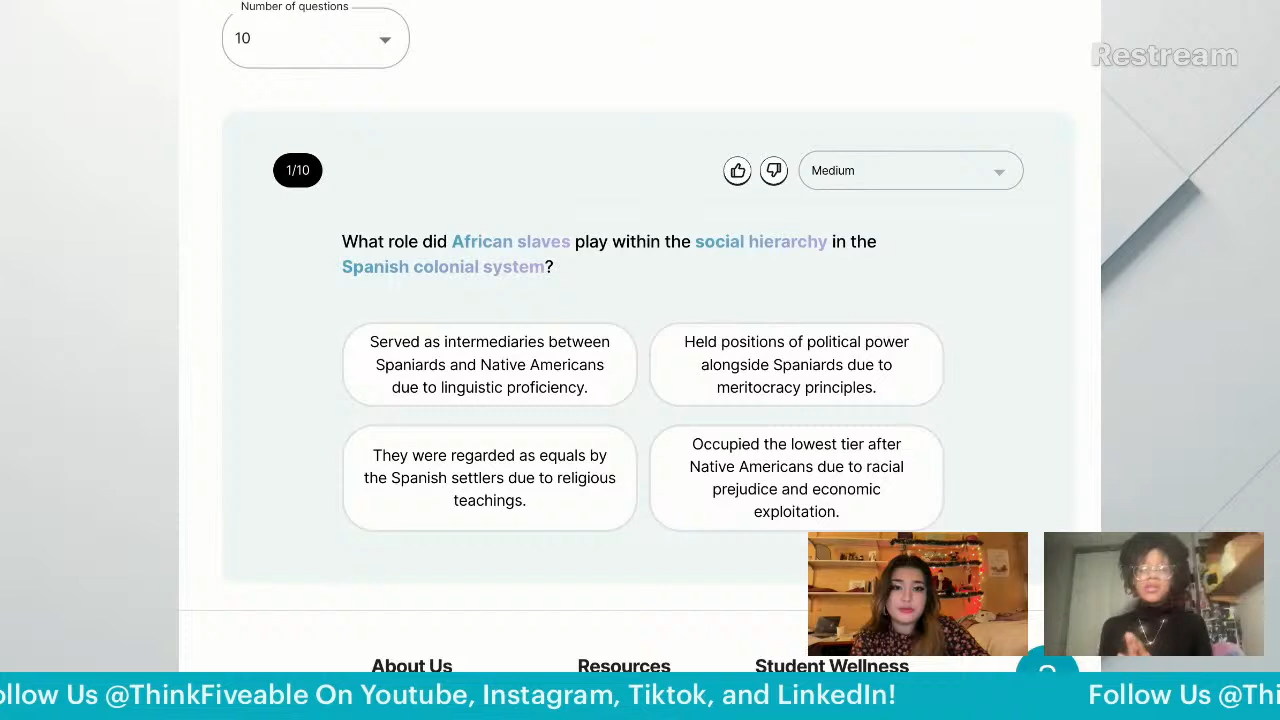 Number of questions
10
Restream
1/10
Medium
What role did African slaves play within the social hierarchy in the
Spanish colonial system?
Served as intermediaries between
Spaniards and Native Americans
due to linguistic proficiency.
Held positions of political power
alongside Spaniards due to
meritocracy principles.
They were regarded as equals by
the Spanish settlers due to religious
teachings.
Occupied the lowest tier after
Native Americans due to racial
prejudice and economic
exploitation.
About Us
Resources
Student Wellness
ollow Us @ThinkFiveable On Youtube, Instagram, Tiktok, and LinkedIn!
Follow Us @Thi